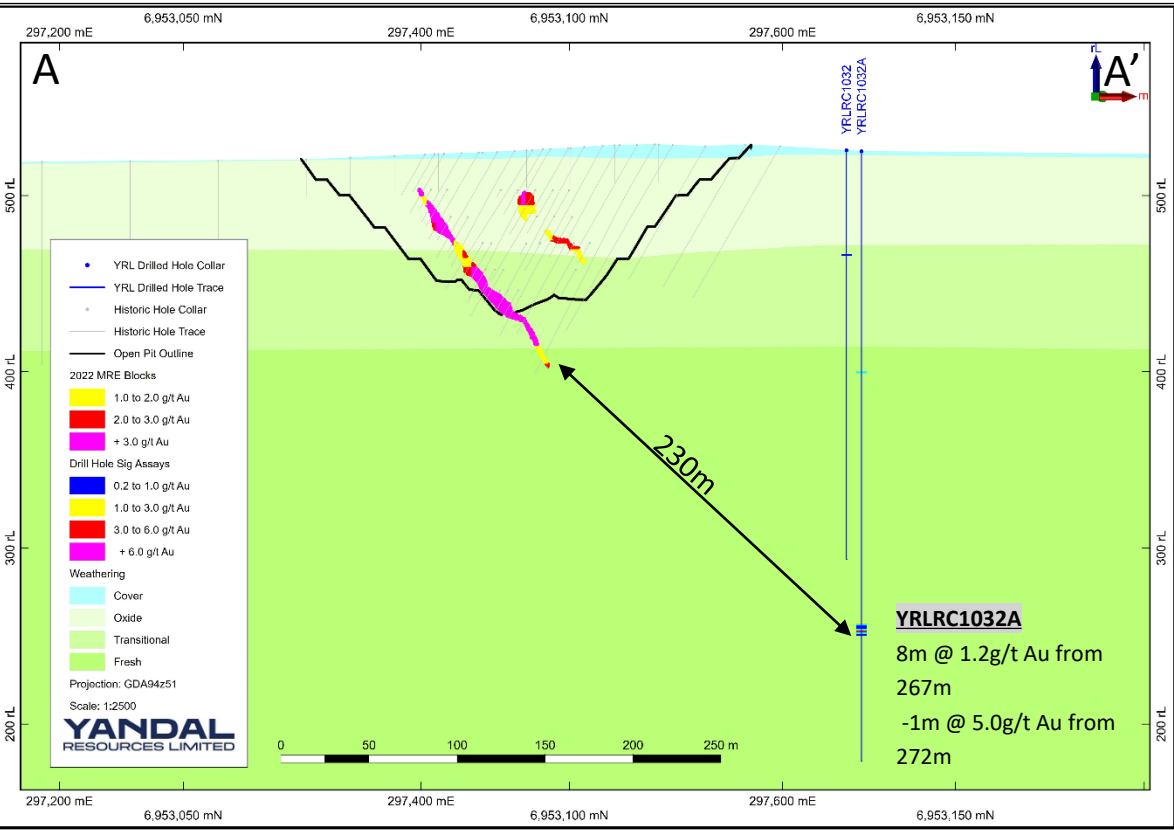 6,953,050 mN
6,953,100 mN
6,953,150 mN
297,200 mE
297,400 mE
297,600 mE
A
A'
rL
m
YRLRC1032
YRLRC1032A
500 rL
500 rL
400 rL
400 rL
300 rL
300 rL
200 rL
200 rL
YRL Drilled Hole Collar
YRL Drilled Hole Trace
Historic Hole Collar
Historic Hole Trace
Open Pit Outline
2022 MRE Blocks
1.0 to 2.0 g/t Au
2.0 to 3.0 g/t Au
+ 3.0 g/t Au
Drill Hole Sig Assays
0.2 to 1.0 g/t Au
1.0 to 3.0 g/t Au
3.0 to 6.0 g/t Au
+ 6.0 g/t Au
Weathering
Cover
Oxide
Transitional
Fresh
Projection: GDA94z51
Scale: 1:2500
YANDAL
RESOURCES LIMITED
230m
YRLRC1032A
8m @ 1.2g/t Au from
267m
-1m @ 5.0g/t Au from
272m
0 50 100 150 200 250 m
297,200 mE
297,400 mE
297,600 mE
6,953,050 mN
6,953,100 mN
6,953,150 mN